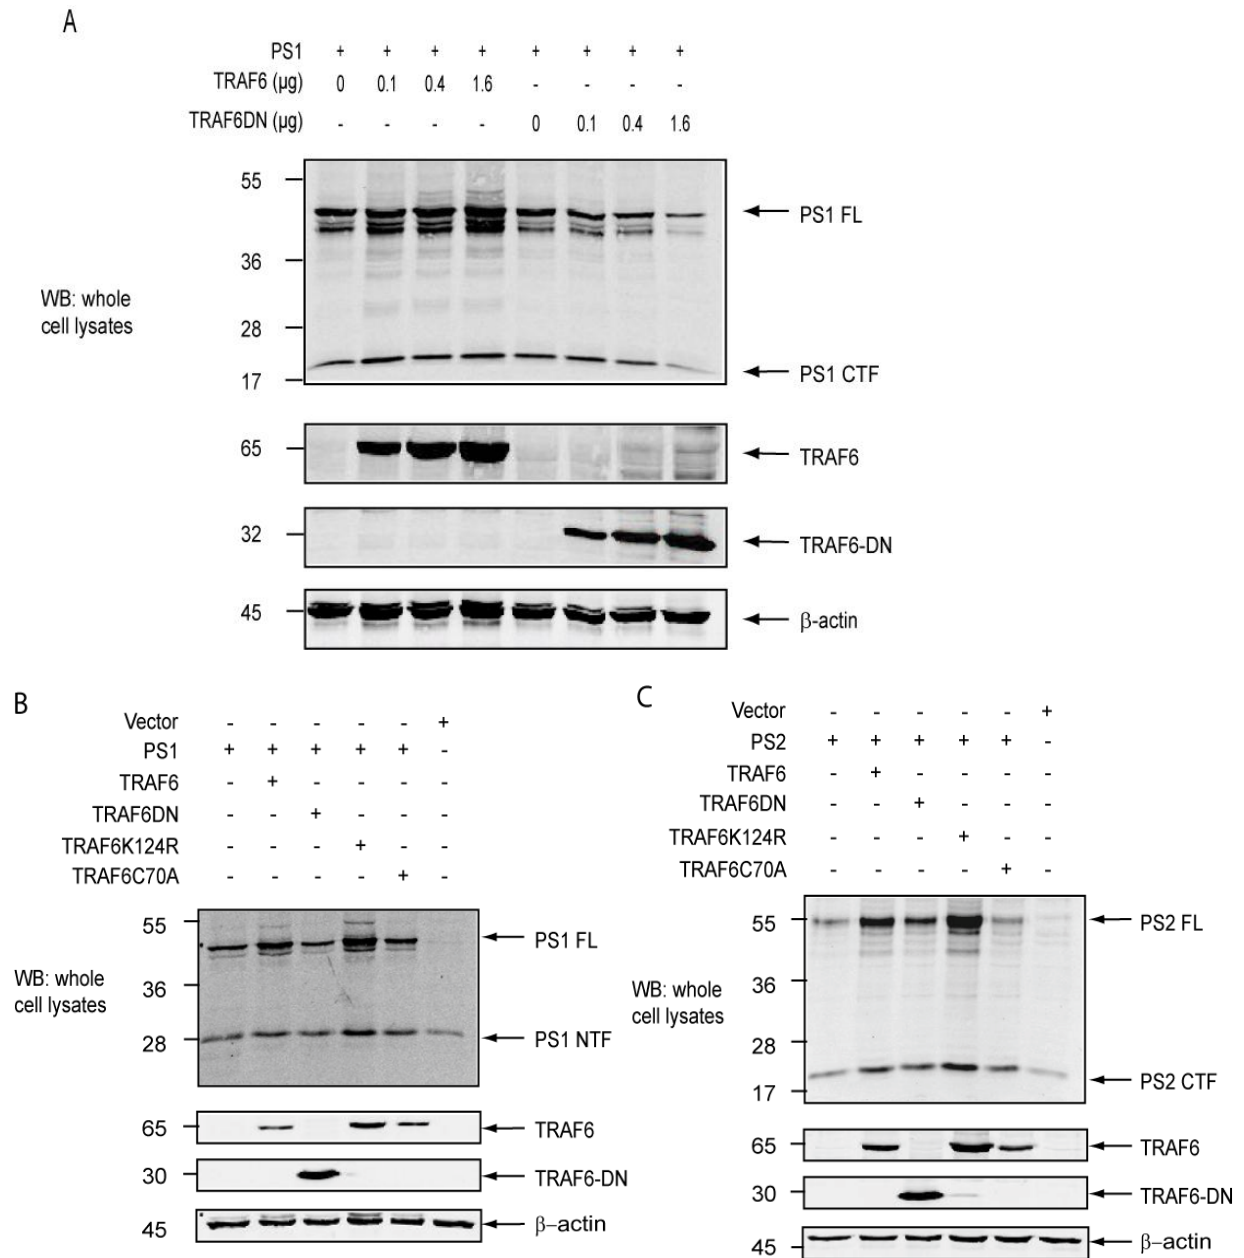 A
PS1 + + + + + + + +
TRAF6 (µg) 0 0.1 0.4 1.6 - - - -
TRAF6DN (µg) - - - - 0 0.1 0.4 1.6
55
PS1 FL
36
WB: whole
cell lysates
28
17
PS1 CTF
65
TRAF6
32
TRAF6-DN
45
β-actin
B
Vector - - - - - +
PS1 + + + + + -
TRAF6 - + - - - -
TRAF6DN - - + - - -
TRAF6K124R - - - + - -
TRAF6C70A - - - - + -
55
PS1 FL
36
WB: whole
cell lysates
28
PS1 NTF
65
TRAF6
30
TRAF6-DN
45
β-actin
C
Vector - - - - - +
PS2 + + + + + -
TRAF6 - + - - - -
TRAF6DN - - + - - -
TRAF6K124R - - - + - -
TRAF6C70A - - - - + -
55
PS2 FL
36
WB: whole
cell lysates
28
17
PS2 CTF
65
TRAF6
30
TRAF6-DN
45
β-actin